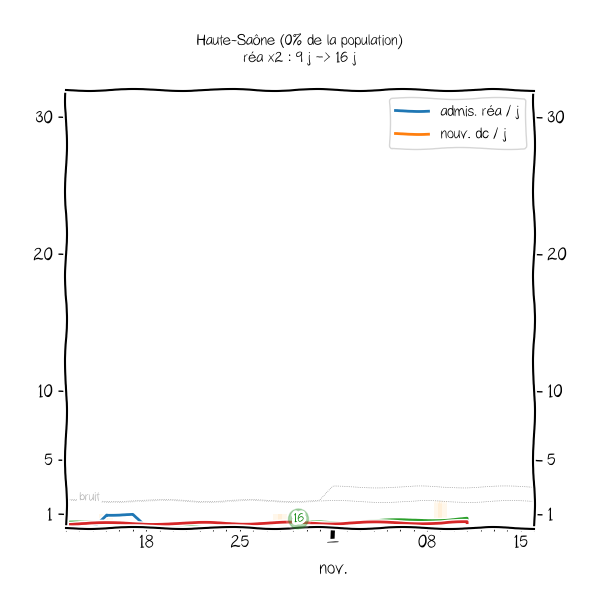 Haute-Saône (0% de la population)
réa x2 : 9 j -> 16 j
admis. réa / j
nouv. dc / j
30
30
20
20
10
10
5
5
bruit
1
16
1
18
25
1
08
15
nov.